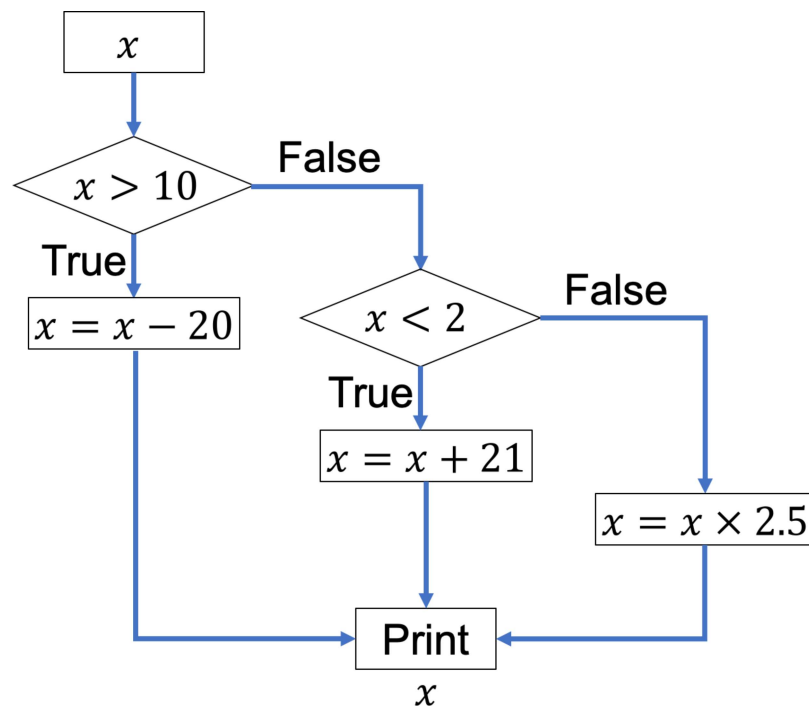 x
x > 10
False
True
x = x − 20
x < 2
False
True
x = x + 21
x = x × 2.5
Print
x